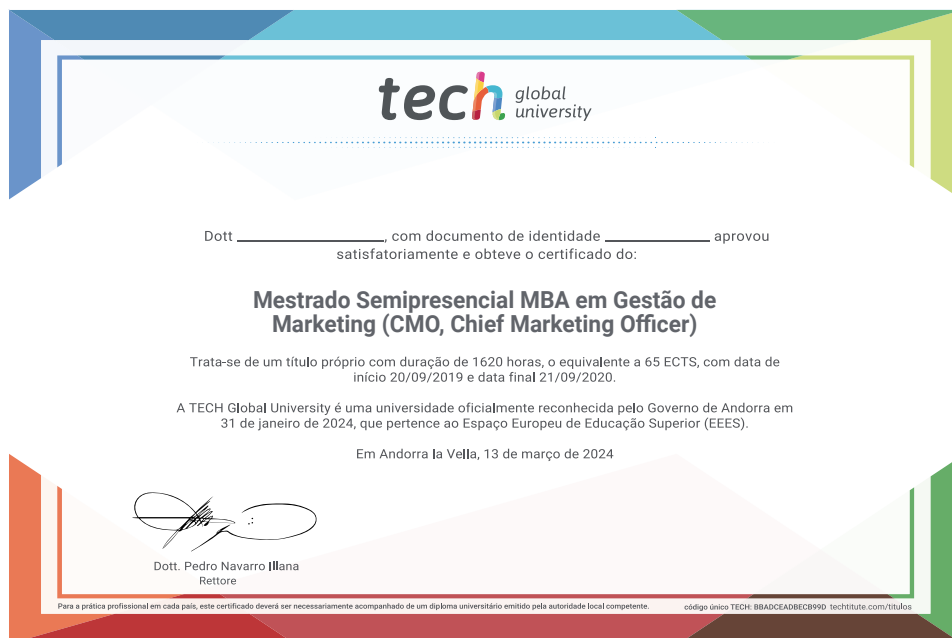 tech global university
Dott ____________________, com documento de identidade ______________ aprovou
satisfatoriamente e obteve o certificado do:
Mestrado Semipresencial MBA em Gestão de
Marketing (CMO, Chief Marketing Officer)
Trata-se de um título próprio com duração de 1620 horas, o equivalente a 65 ECTS, com data de
início 20/09/2019 e data final 21/09/2020.
A TECH Global University é uma universidade oficialmente reconhecida pelo Governo de Andorra em
31 de janeiro de 2024, que pertence ao Espaço Europeu de Educação Superior (EEES).
Em Andorra la Vella, 13 de março de 2024
Dott. Pedro Navarro Illana
Rettore
Para a prática profissional em cada país, este certificado deverá ser necessariamente acompanhado de um diploma universitário emitido pela autoridade local competente.
código único TECH: BBADCEADBECB99D techtitute.com/titulos